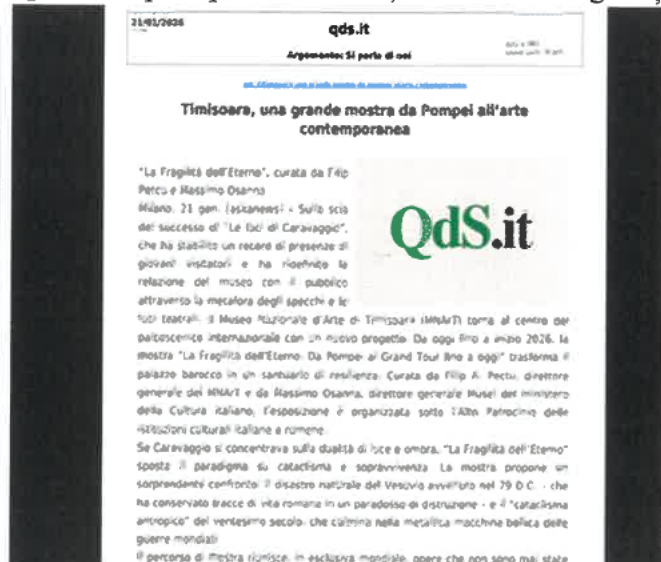 21/01/2026
qds.it
Argomento: Si parla di noi
Timisoara, una grande mostra da Pompei all'arte
contemporanea
"La Fragilità dell'Eterno", curata da Filip
Petcu e Massimo Osanna
Milano, 21 gen. (askanews) - Sulla scia
del successo di "Le luci di Caravaggio",
che ha stabilito un record di presenze di
giovani visitatori e ha ridefinito la
relazione del museo con il pubblico
attraverso la metafora degli specchi e le
QdS.it
luci teatrali, il Museo Nazionale d'Arte di Timisoara (MNArT) torna al centro del
palcoscenico internazionale con un nuovo progetto. Da oggi fino a inizio 2026, la
mostra "La Fragilità dell'Eterno. Da Pompei al Grand Tour fino a oggi" trasforma il
palazzo barocco in un santuario di resilienza. Curata da Filip A. Petcu, direttore
generale del MNArT e da Massimo Osanna, direttore generale Musei del ministero
della Cultura italiano, l'esposizione è organizzata sotto l'Alto Patrocinio delle
istituzioni culturali italiane e rumene.
Se Caravaggio si concentrava sulla dualità di luce e ombra, "La Fragilità dell'Eterno"
sposta il paradigma su cataclisma e sopravvivenza. La mostra propone un
sorprendente confronto: il disastro naturale del Vesuvio avvenuto nel 79 D.C. - che
ha conservato tracce di vita romana in un paradosso di distruzione - e il "cataclisma
antropico" del ventesimo secolo, che culmina nella metallica macchina bellica delle
guerre mondiali
Il percorso di mostra riunisce, in esclusiva mondiale, opere che non sono mai state